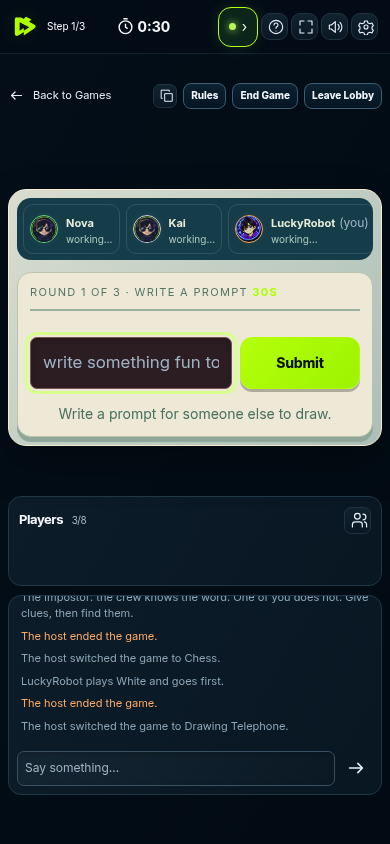 Step 1/3
0:30
Back to Games
Rules
End Game
Leave Lobby
Nova
working...
Kai
working...
LuckyRobot (you)
working...
ROUND 1 OF 3 · WRITE A PROMPT 30S
write something fun to
Submit
Write a prompt for someone else to draw.
Players 3/8
The Impostor: the crew knows the word. One of you does not. Give
clues, then find them.
The host ended the game.
The host switched the game to Chess.
LuckyRobot plays White and goes first.
The host ended the game.
The host switched the game to Drawing Telephone.
Say something...